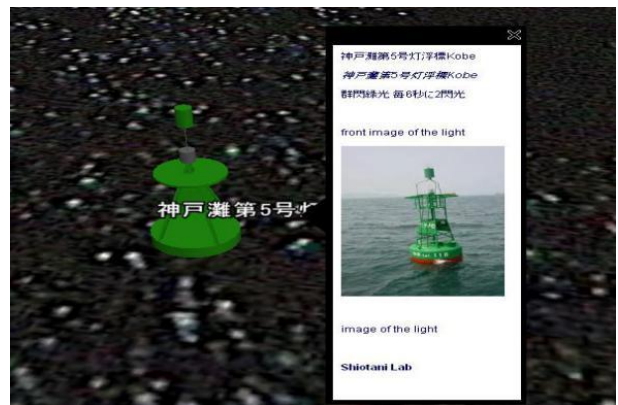 神戸灘第5号灯
神戸灘第5号灯浮標Kobe
神戸灘第5号灯浮標Kobe
群閃緑光 毎6秒に2閃光
front image of the light
image of the light
Shiotani Lab